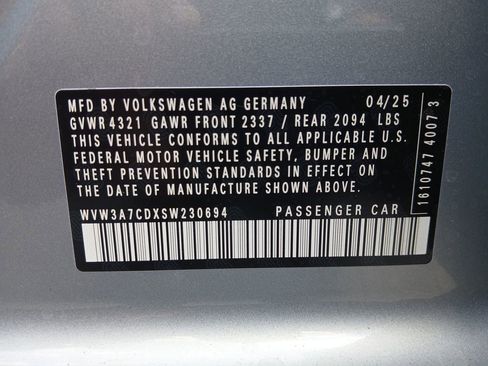 MFD BY VOLKSWAGEN AG GERMANY 04/25
GVWR 4321 GAWR FRONT 2337 / REAR 2094 LBS
THIS VEHICLE CONFORMS TO ALL APPLICABLE U.S.
FEDERAL MOTOR VEHICLE SAFETY, BUMPER AND
THEFT PREVENTION STANDARDS IN EFFECT ON THE
DATE OF MANUFACTURE SHOWN ABOVE.
WVW3A7CDXSW230694 PASSENGER CAR
1610747 4007 3